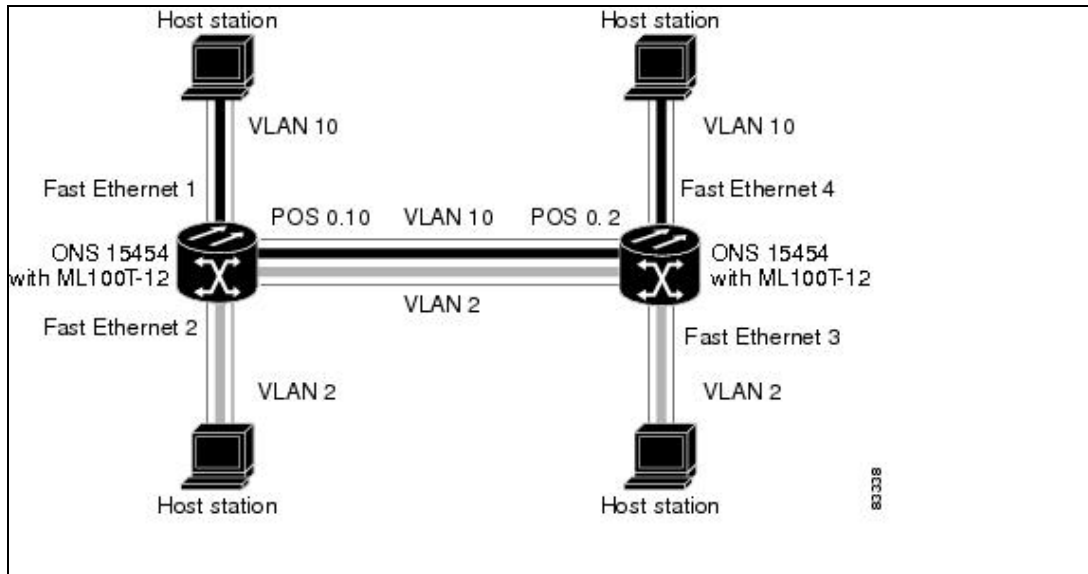 Host station
Host station
VLAN 10
VLAN 10
Fast Ethernet 1
Fast Ethernet 4
POS 0.10
VLAN 10
POS 0. 2
ONS 15454
with ML100T-12
ONS 15454
with ML100T-12
VLAN 2
Fast Ethernet 2
Fast Ethernet 3
VLAN 2
VLAN 2
Host station
Host station
83338